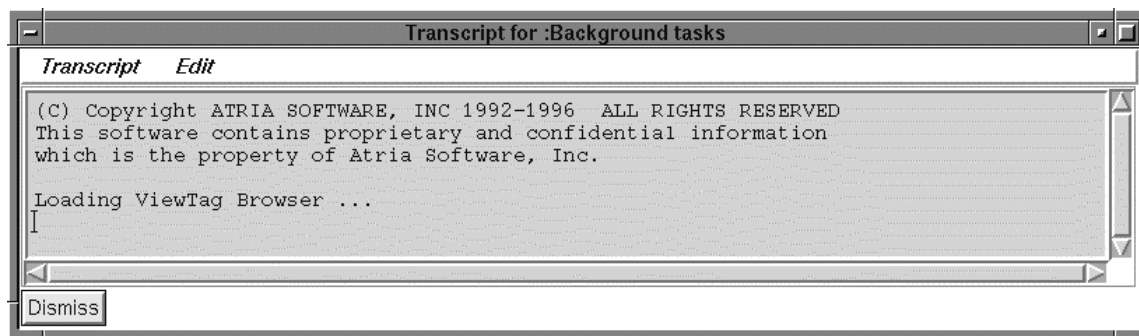 Transcript for :Background tasks
Transcript Edit
(C) Copyright ATRIA SOFTWARE, INC 1992-1996  ALL RIGHTS RESERVED
This software contains proprietary and confidential information
which is the property of Atria Software, Inc.
Loading ViewTag Browser ...
Dismiss